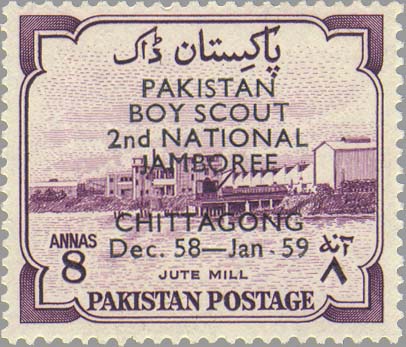 پاکستان ڈاک
PAKISTAN
BOY SCOUT
2nd NATIONAL
JAMBOREE
CHITTAGONG
Dec. 58—Jan. 59
ANNAS
8
آنہ
۸
JUTE MILL
PAKISTAN POSTAGE